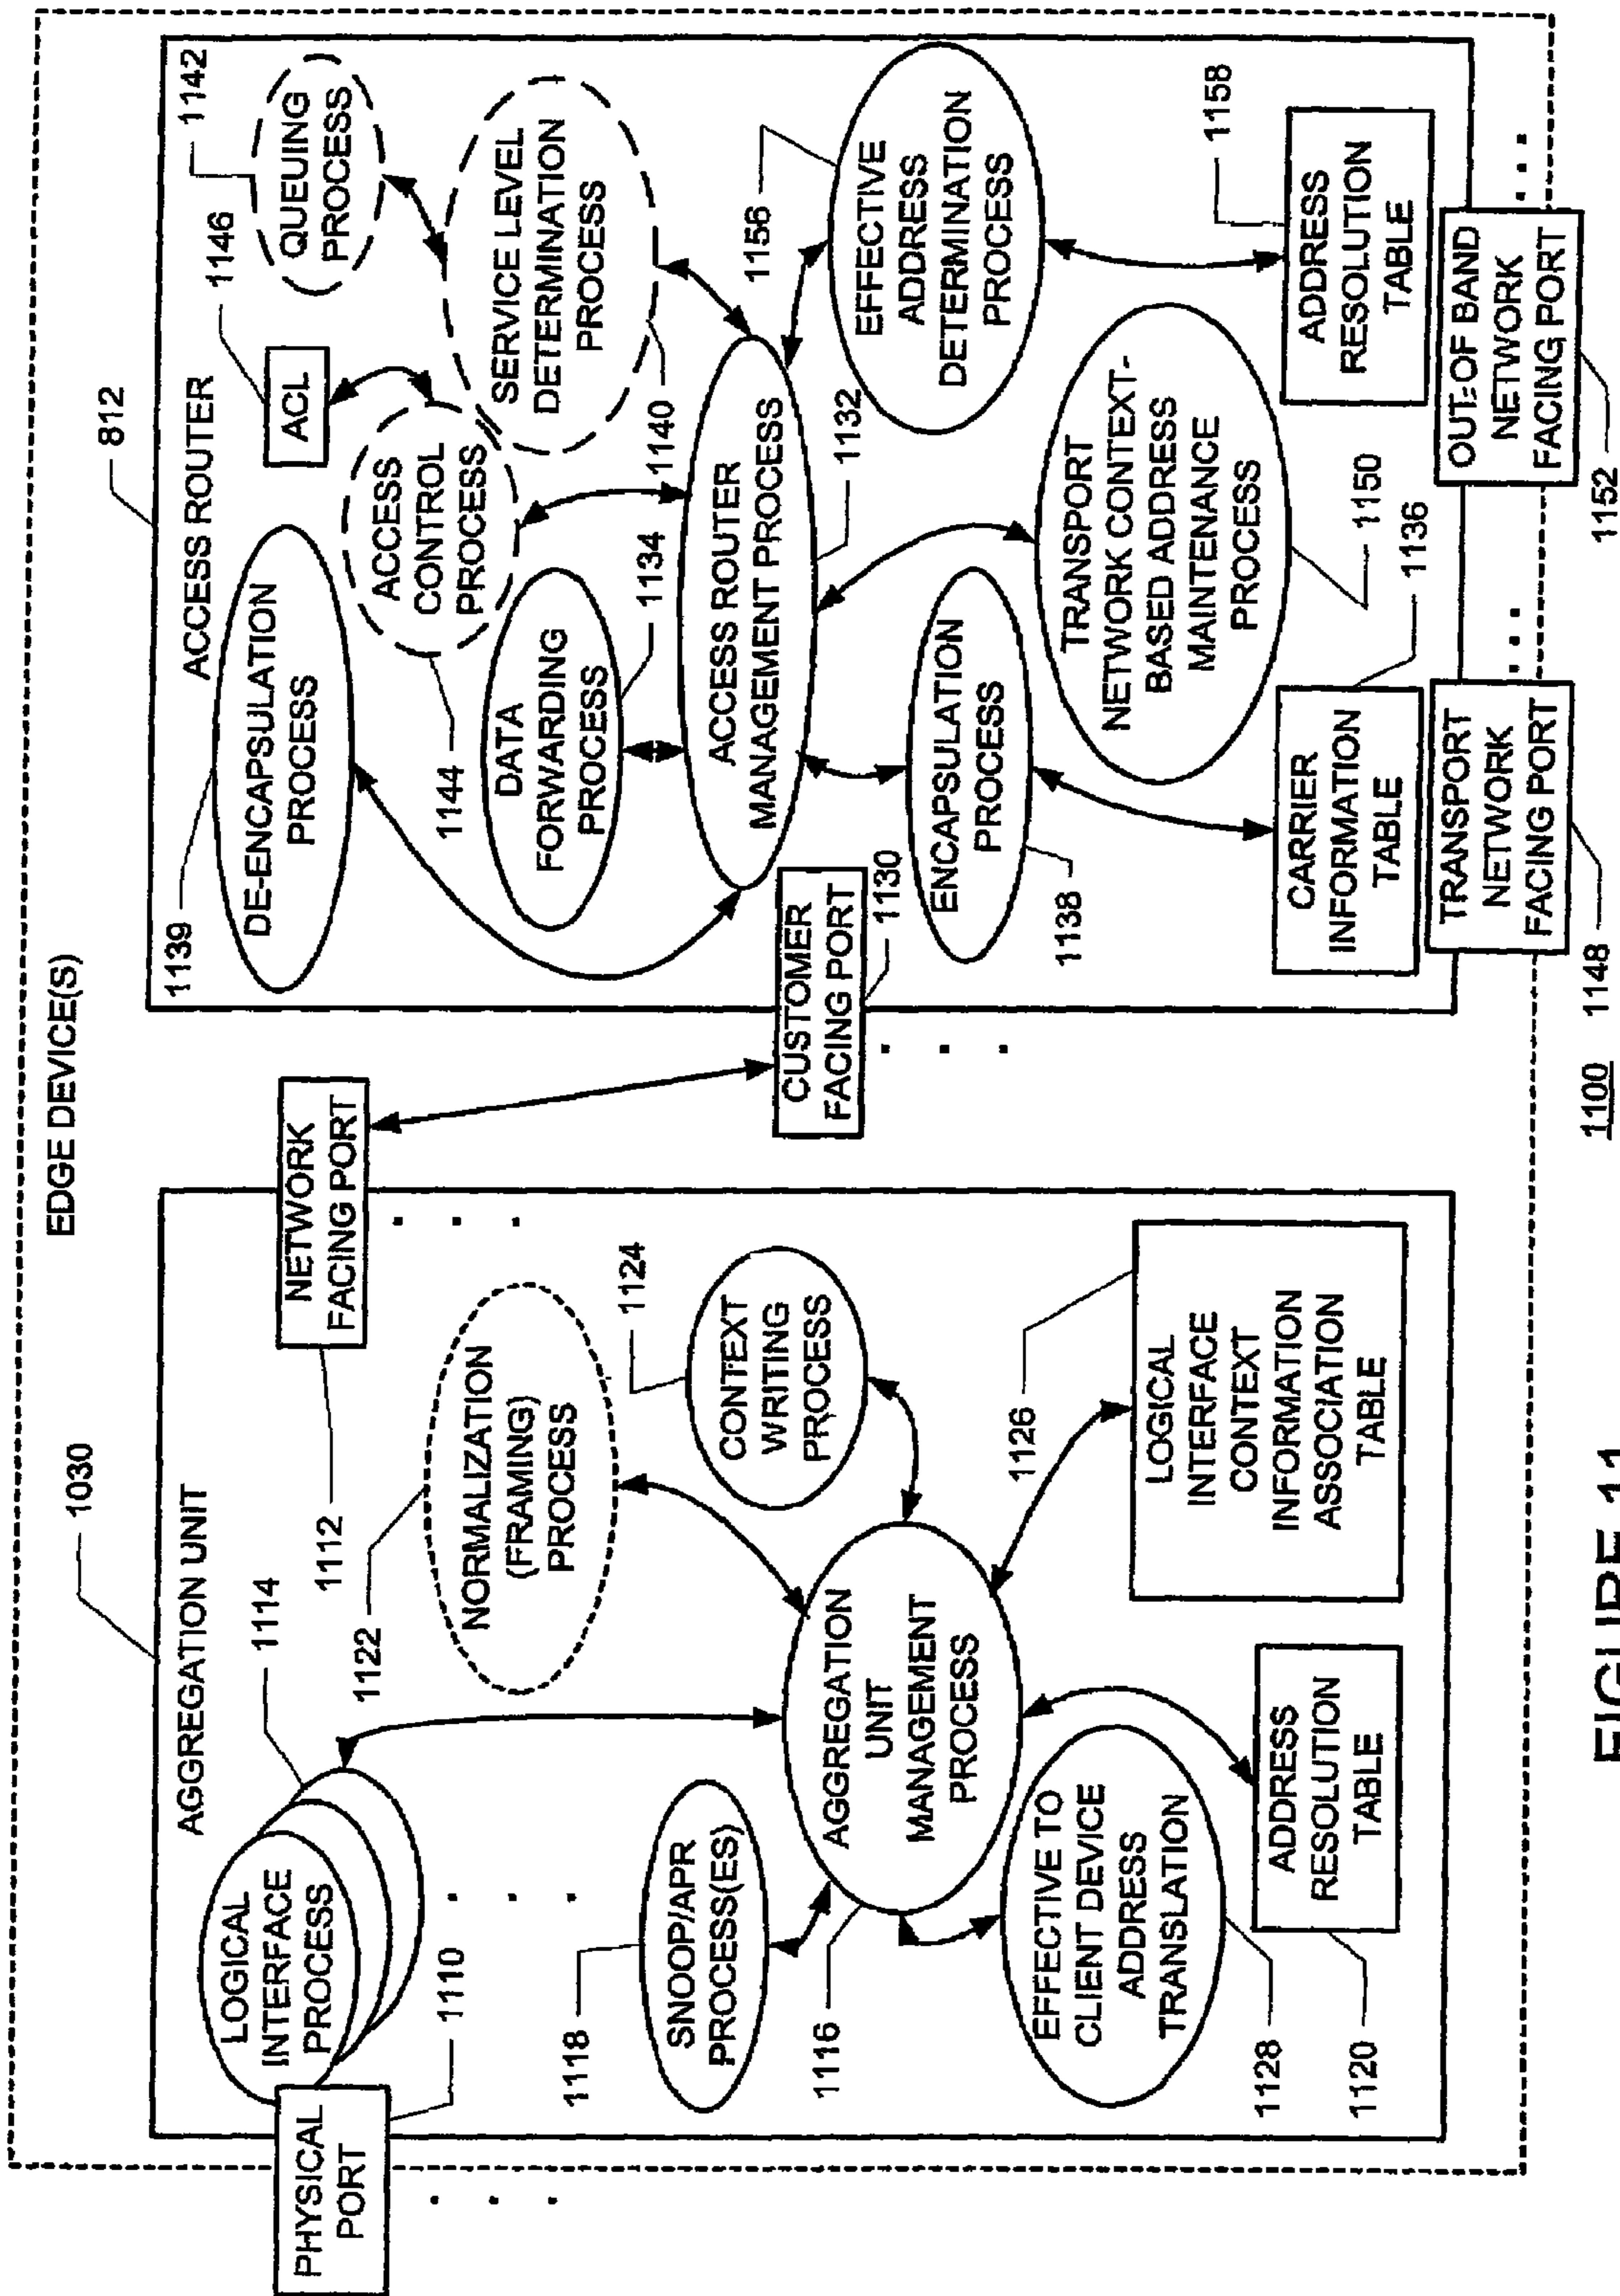 EDGE DEVICE(S)
1030
AGGREGATION UNIT
PHYSICAL
PORT
1110
LOGICAL
INTERFACE
PROCESS
1114
NETWORK
FACING PORT
1112
1122
NORMALIZATION
(FRAMING)
PROCESS
1118
SNOOP/APR
PROCESS(ES)
1124
CONTEXT
WRITING
PROCESS
1116
AGGREGATION
UNIT
MANAGEMENT
PROCESS
1126
LOGICAL
INTERFACE
CONTEXT
INFORMATION
ASSOCIATION
TABLE
EFFECTIVE TO
CLIENT DEVICE
ADDRESS
TRANSLATION
1128
ADDRESS
RESOLUTION
TABLE
1120
812
ACCESS ROUTER
1139
DE-ENCAPSULATION
PROCESS
1146
ACL
1142
QUEUING
PROCESS
1144
ACCESS
CONTROL
PROCESS
SERVICE LEVEL
DETERMINATION
PROCESS
1140
DATA
FORWARDING
PROCESS
1134
ACCESS ROUTER
MANAGEMENT PROCESS
1132
CUSTOMER
FACING PORT
1130
1156
EFFECTIVE
ADDRESS
DETERMINATION
PROCESS
ENCAPSULATION
PROCESS
1138
TRANSPORT
NETWORK CONTEXT-
BASED ADDRESS
MAINTENANCE
PROCESS
1150
1158
ADDRESS
RESOLUTION
TABLE
CARRIER
INFORMATION
TABLE
1136
TRANSPORT
NETWORK
FACING PORT
1148
OUT-OF BAND
NETWORK
FACING PORT
1152
1100
FIGURE 11